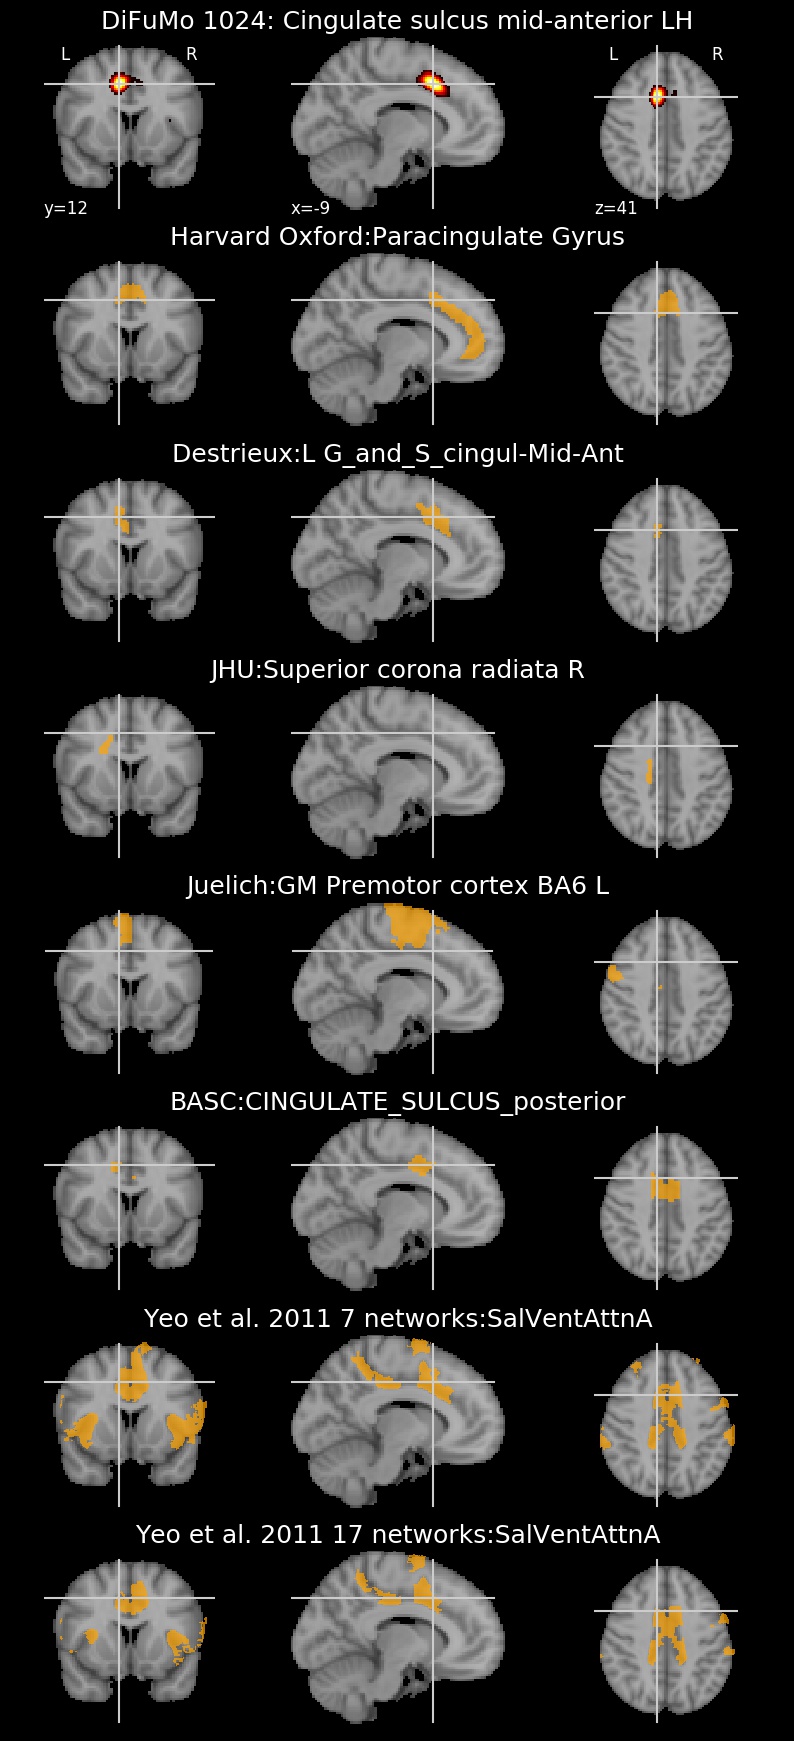 DiFuMo 1024: Cingulate sulcus mid-anterior LH
L R L R
y=12 x=-9 z=41
Harvard Oxford:Paracingulate Gyrus
Destrieux:L G_and_S_cingul-Mid-Ant
JHU:Superior corona radiata R
Juelich:GM Premotor cortex BA6 L
BASC:CINGULATE_SULCUS_posterior
Yeo et al. 2011 7 networks:SalVentAttnA
Yeo et al. 2011 17 networks:SalVentAttnA